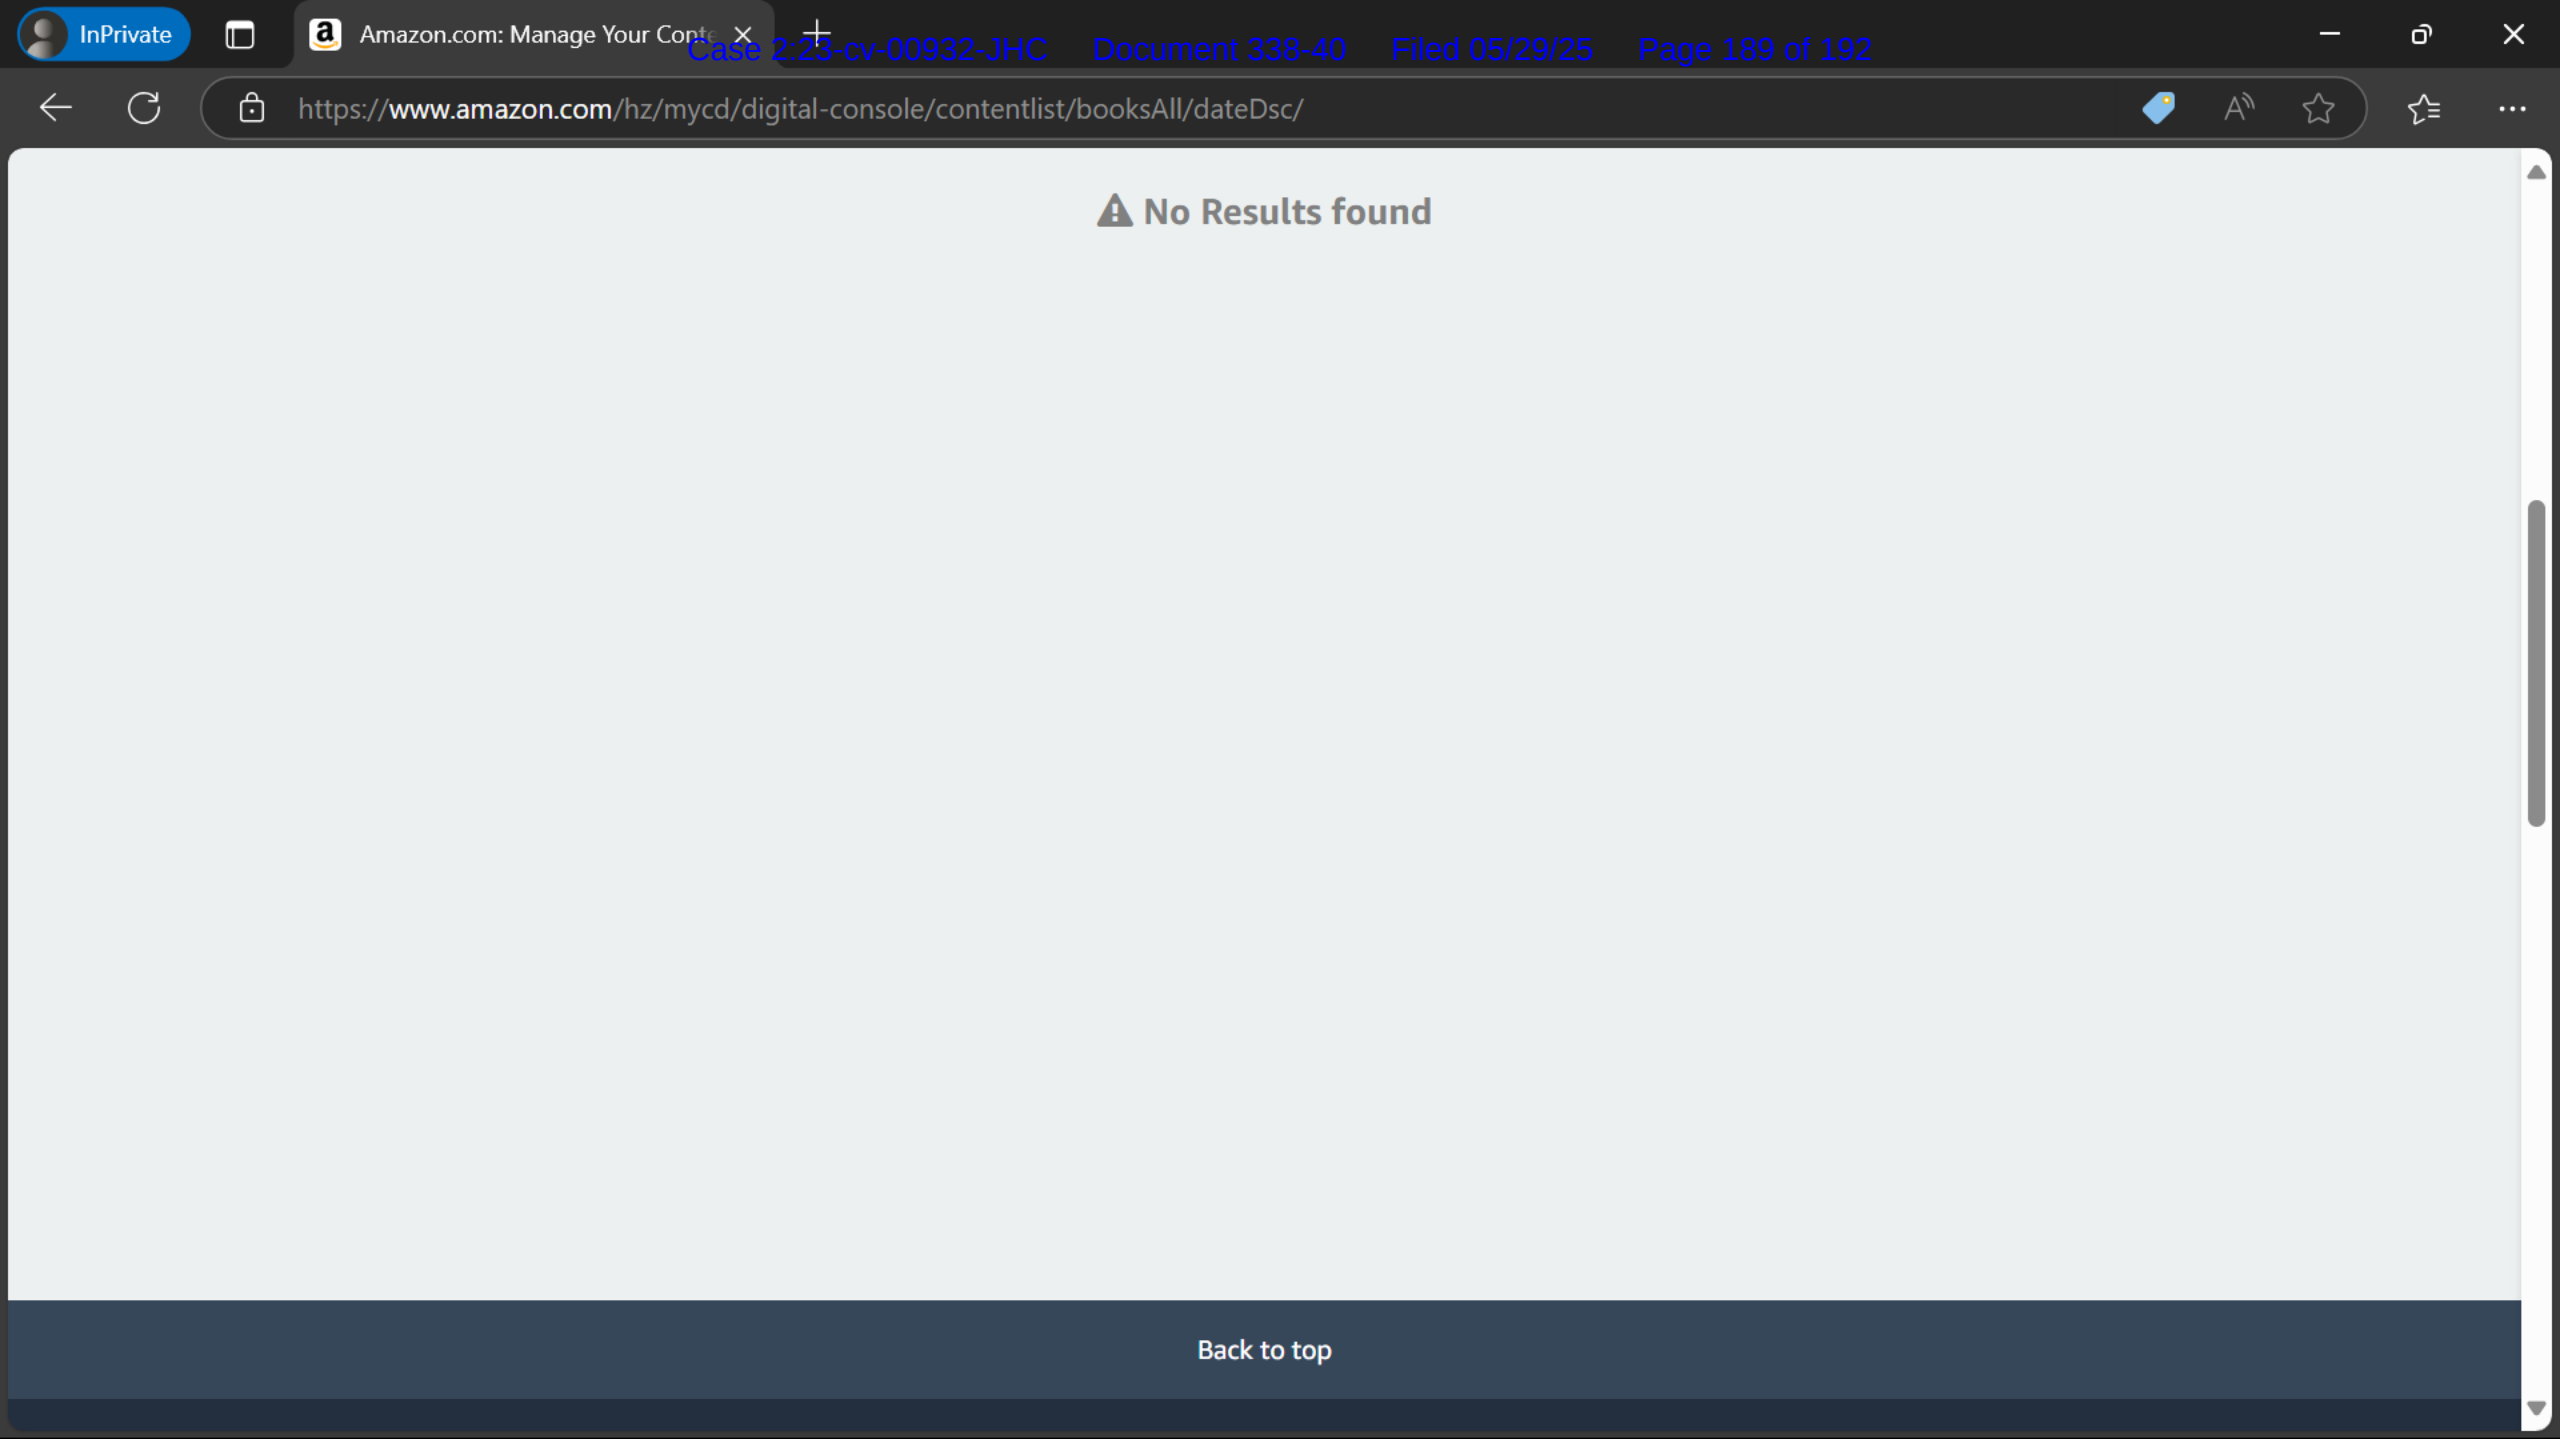 InPrivate
Amazon.com: Manage Your Conte
Case 2:23-cv-00932-JHC Document 338-40 Filed 05/29/25 Page 189 of 192
https://www.amazon.com/hz/mycd/digital-console/contentlist/booksAll/dateDsc/
No Results found
Back to top